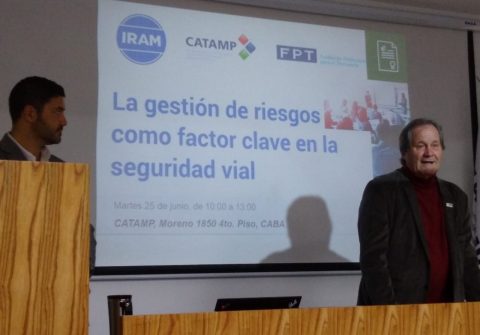 IRAM
CATAMP
FPT
La gestión de riesgos
como factor clave en la
seguridad vial
Martes 25 de junio, de 10:00 a 13:00
CATAMP, Moreno 1850 4to. Piso, CABA